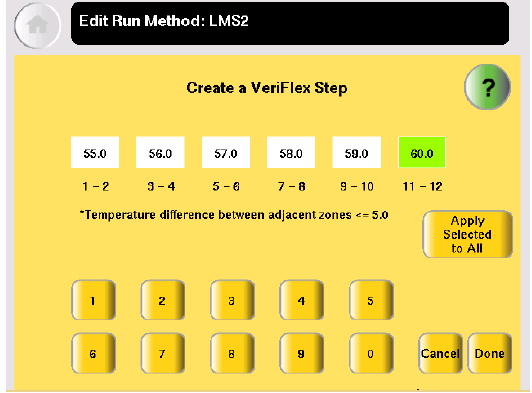 Edit Run Method: LMS2
Create a VeriFlex Step
?
55.0 56.0 57.0 58.0 59.0 60.0
1 - 2 3 - 4 5 - 6 7 - 8 9 - 10 11 - 12
*Temperature difference between adjacent zones <= 5.0
Apply
Selected
to All
1 2 3 4 5
6 7 8 9 0 Cancel Done